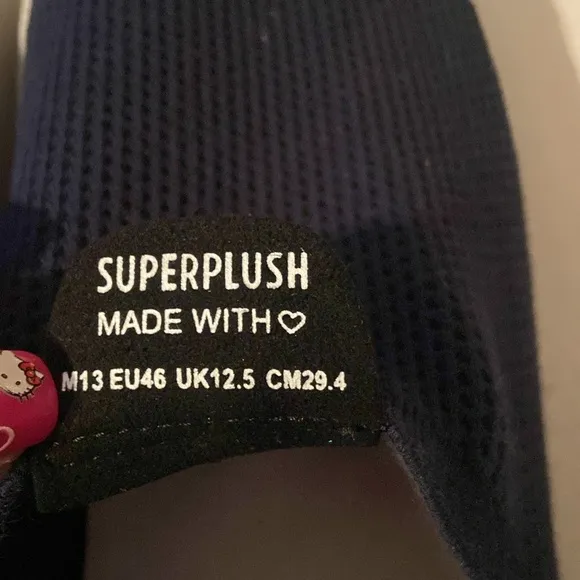 SUPERPLUSH
MADE WITH ♡
M13 EU46 UK12.5 CM29.4